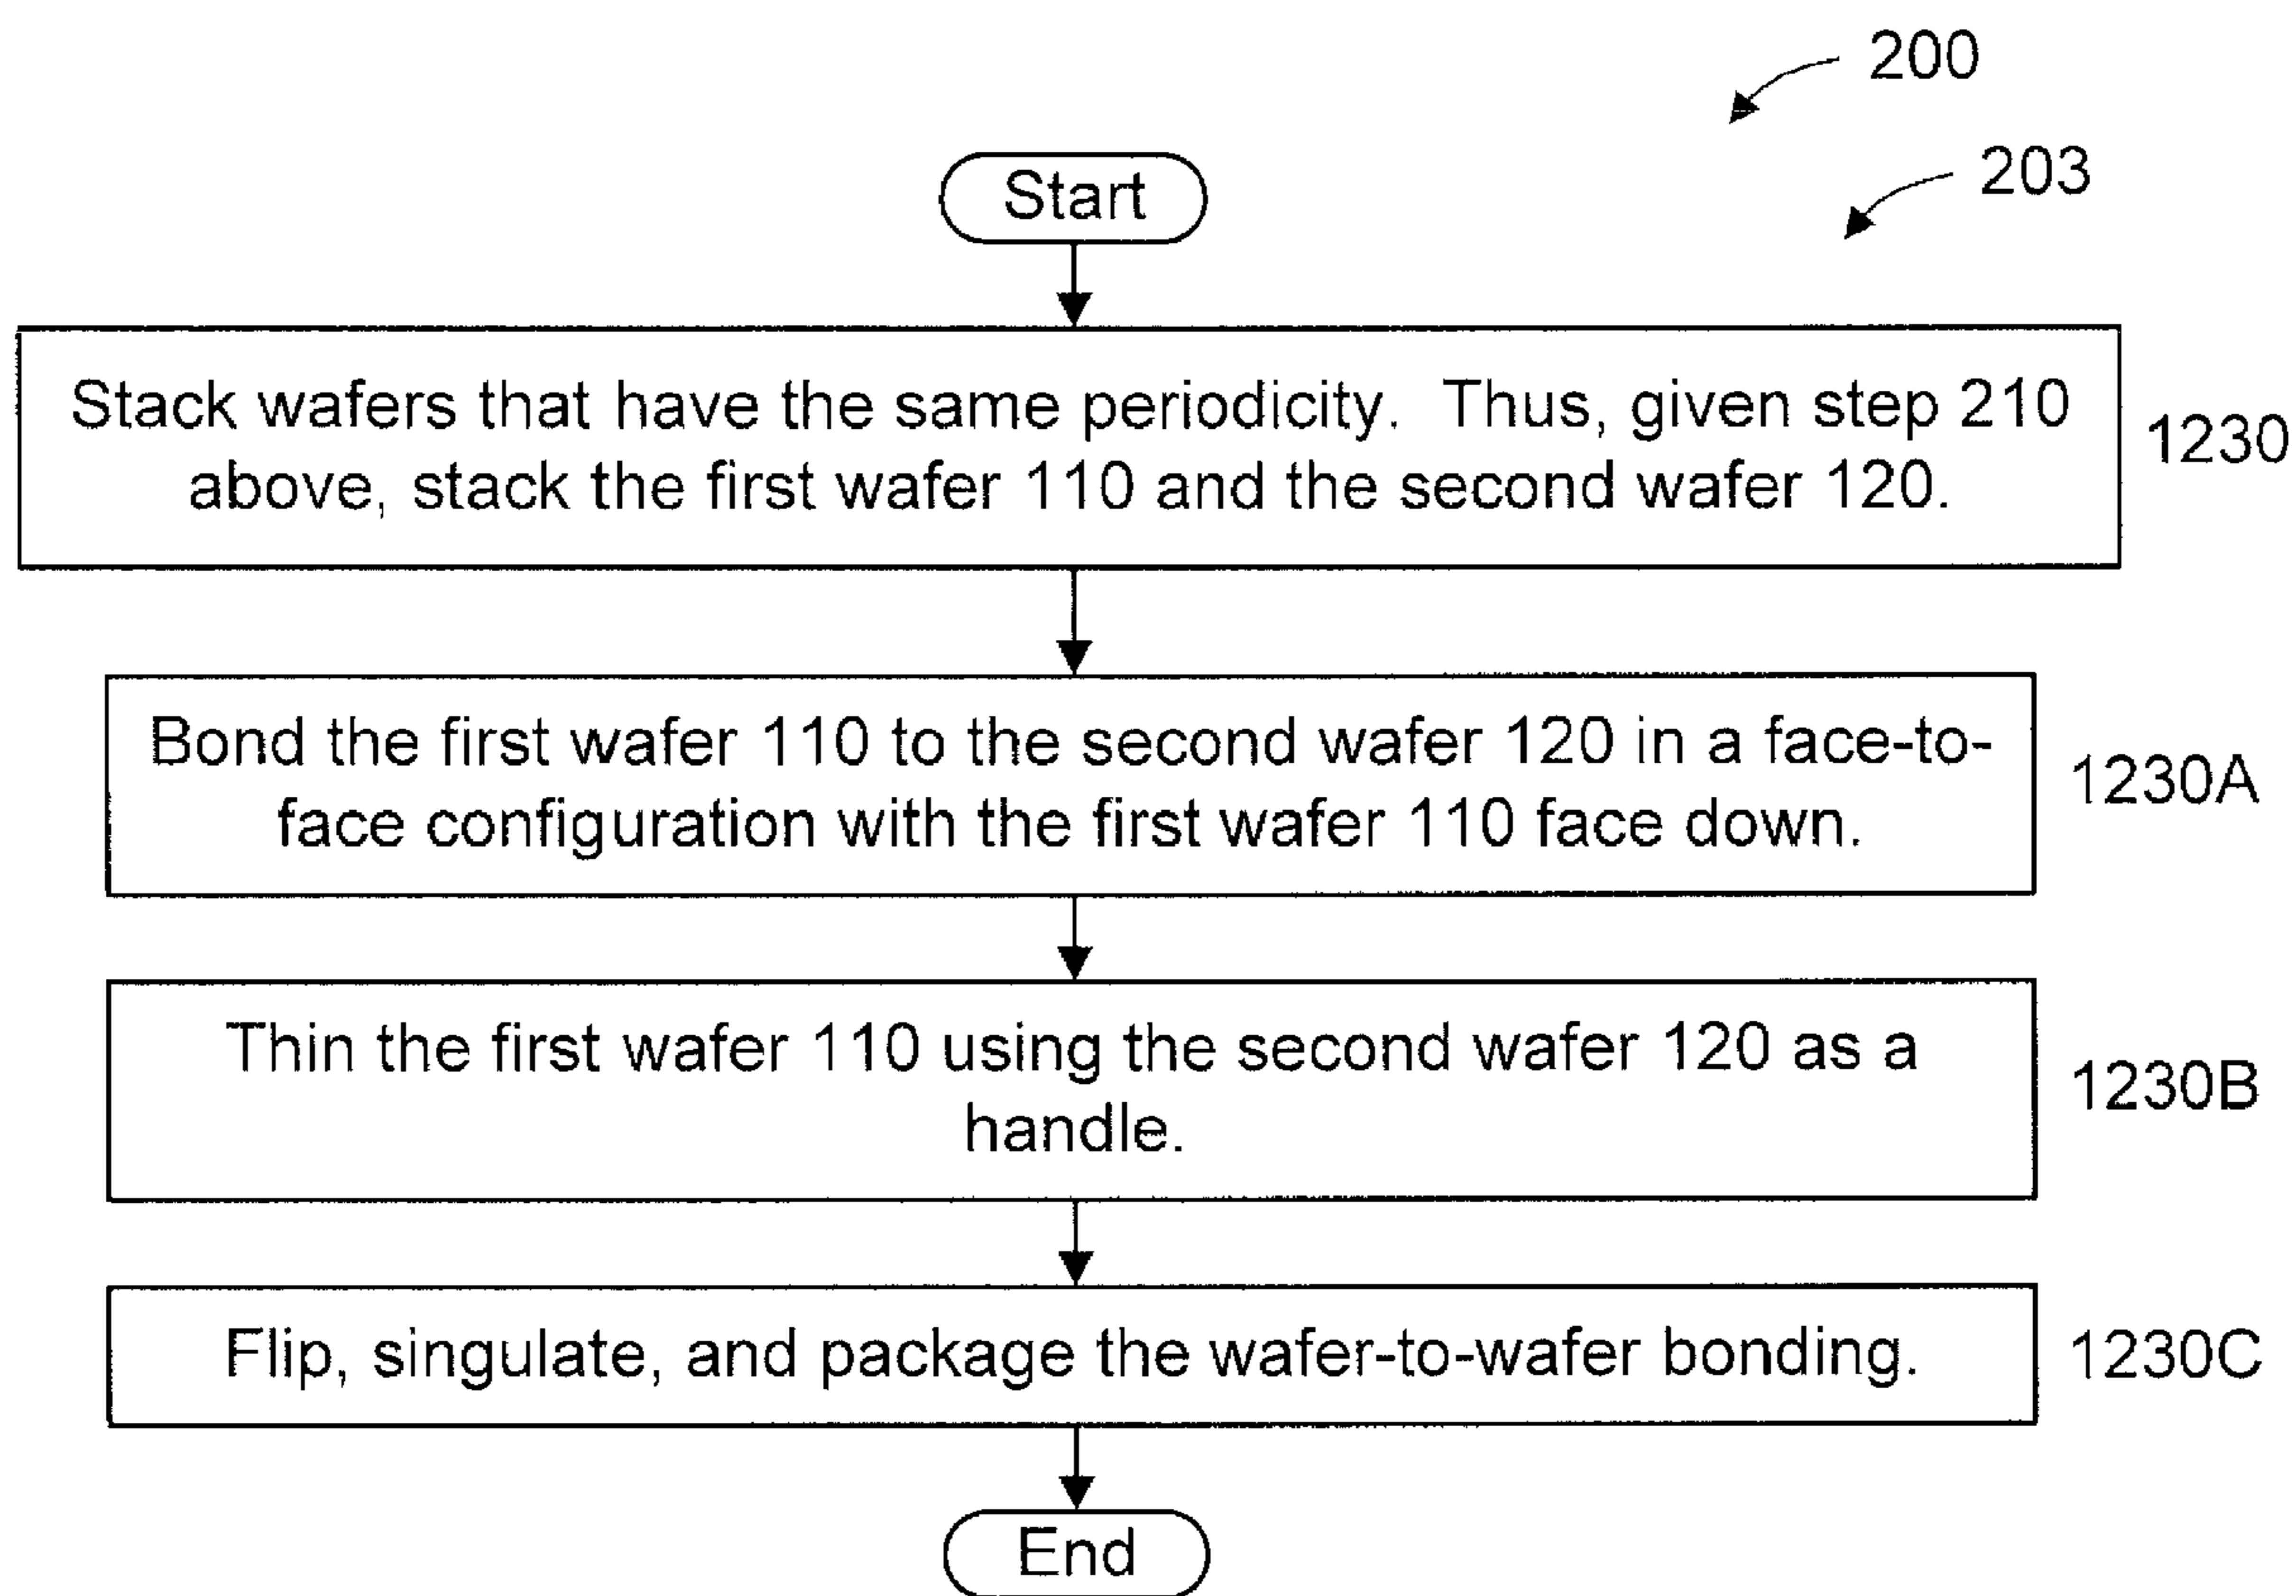 200
203
Start
Stack wafers that have the same periodicity. Thus, given step 210
above, stack the first wafer 110 and the second wafer 120.
1230
Bond the first wafer 110 to the second wafer 120 in a face-to-
face configuration with the first wafer 110 face down.
1230A
Thin the first wafer 110 using the second wafer 120 as a
handle.
1230B
Flip, singulate, and package the wafer-to-wafer bonding.
1230C
End